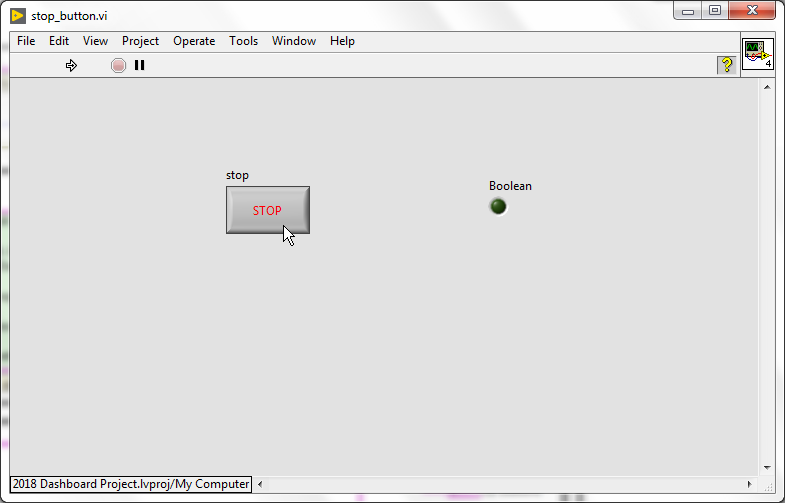 stop_button.vi
File Edit View Project Operate Tools Window Help
?
4
stop
STOP
Boolean
2018 Dashboard Project.lvproj/My Computer